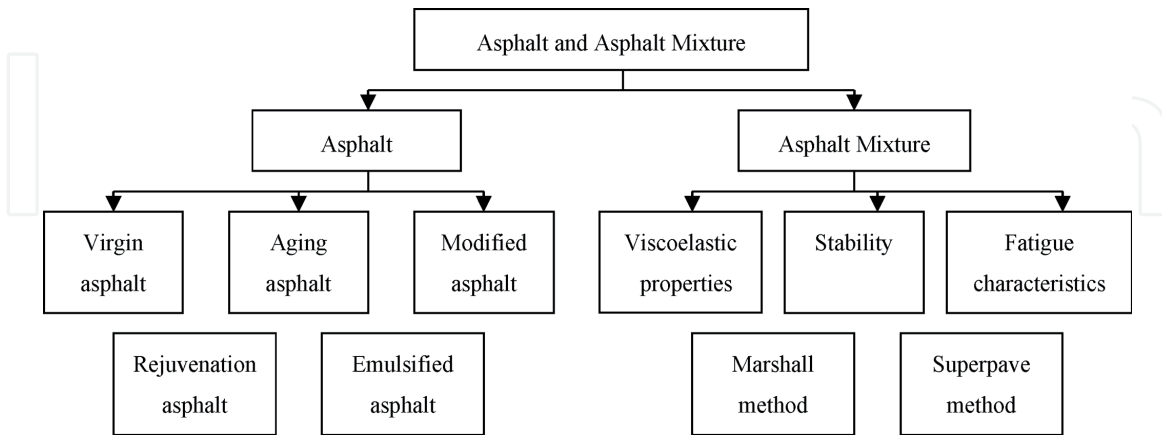 Asphalt and Asphalt Mixture
Asphalt
Asphalt Mixture
Virgin
asphalt
Aging
asphalt
Modified
asphalt
Viscoelastic
properties
Stability
Fatigue
characteristics
Rejuvenation
asphalt
Emulsified
asphalt
Marshall
method
Superpave
method